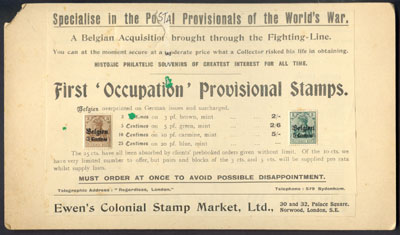 Specialise in the Postal Provisionals of the World's War.
A Belgian Acquisition brought through the Fighting-Line.
You can at the moment secure at a moderate price what a Collector risked his life in obtaining.
HISTORIC PHILATELIC SOUVENIRS OF GREATEST INTEREST FOR ALL TIME.
First 'Occupation' Provisional Stamps.
Belgien overprinted on German issues and surcharged.
3 Centimes on 3 pf. brown, mint ... 2/-
5 Centimes on 5 pf. green, mint ... 2/6
10 Centimes on 10 pf. carmine, mint ... 5/-
25 Centimes on 20 pf. blue, mint
Belgien
3 Centimes
Belgien
5 Centimes
The 25 cts. have all been absorbed by clients' prebooked orders given without limit. Of the 10 cts. we
have very limited number to offer, but pairs and blocks of the 3 cts. and 5 cts. will be supplied pro rata
whilst supply lasts.
MUST ORDER AT ONCE TO AVOID POSSIBLE DISAPPOINTMENT.
Telegraphic Address: "Regardless, London." Telephone: 576 Sydenham.
Ewen's Colonial Stamp Market, Ltd., 30 and 32, Palace Square,
Norwood, London, S.E.